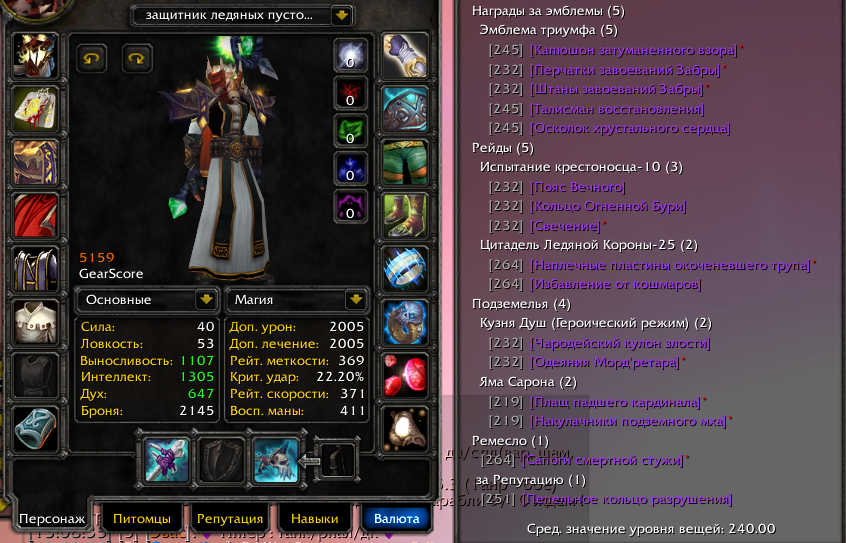 защитник ледяных пусто...
0
0
0
0
0
5159
GearScore
Основные
Магия
Сила: 40
Ловкость: 53
Выносливость: 1107
Интеллект: 1305
Дух: 647
Броня: 2145
Доп. урон: 2005
Доп. лечение: 2005
Рейт. меткости: 369
Крит. удар: 22.20%
Рейт. скорости: 371
Восп. маны: 411
Персонаж
Питомцы
Репутация
Навыки
Валюта
Награды за эмблемы (5)
Эмблема триумфа (5)
[245] [Капюшон затуманенного взора]*
[232] [Перчатки завоеваний Забры]*
[232] [Штаны завоеваний Забры]*
[245] [Талисман восстановления]
[245] [Осколок хрустального сердца]
Рейды (5)
Испытание крестоносца-10 (3)
[232] [Пояс Вечного]
[232] [Кольцо Огненной Бури]
[232] [Свечение]*
Цитадель Ледяной Короны-25 (2)
[264] [Наплечные пластины окоченевшего трупа]*
[264] [Избавление от кошмаров]
Подземелья (4)
Кузня Душ (Героический режим) (2)
[232] [Чародейский кулон злости]
[232] [Одеяния Морд'ретара]*
Яма Сарона (2)
[219] [Плащ падшего кардинала]*
[219] [Накулачники подземного мха]*
Ремесло (1)
[264] [Сапоги смертной стужи]*
за Репутацию (1)
[251] [Пепельное кольцо разрушения]
Сред. значение уровня вещей: 240.00